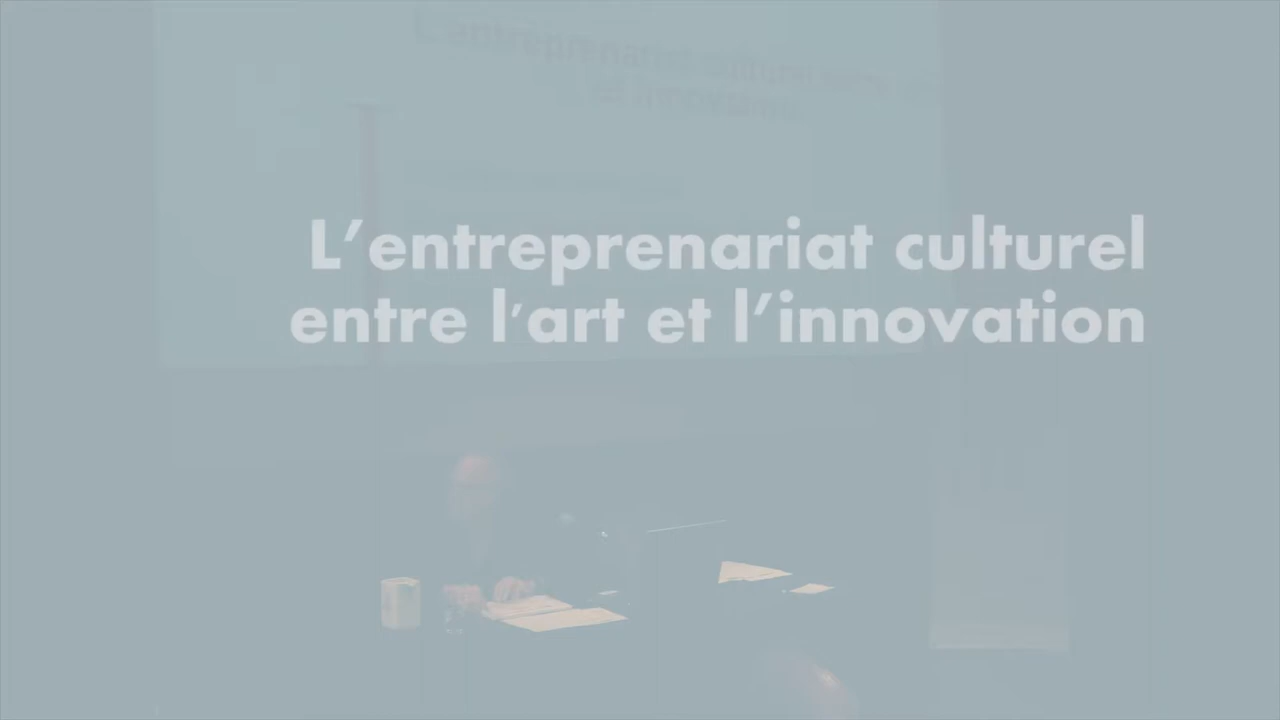 L’entreprenariat culturel
entre l’art et l’innovation